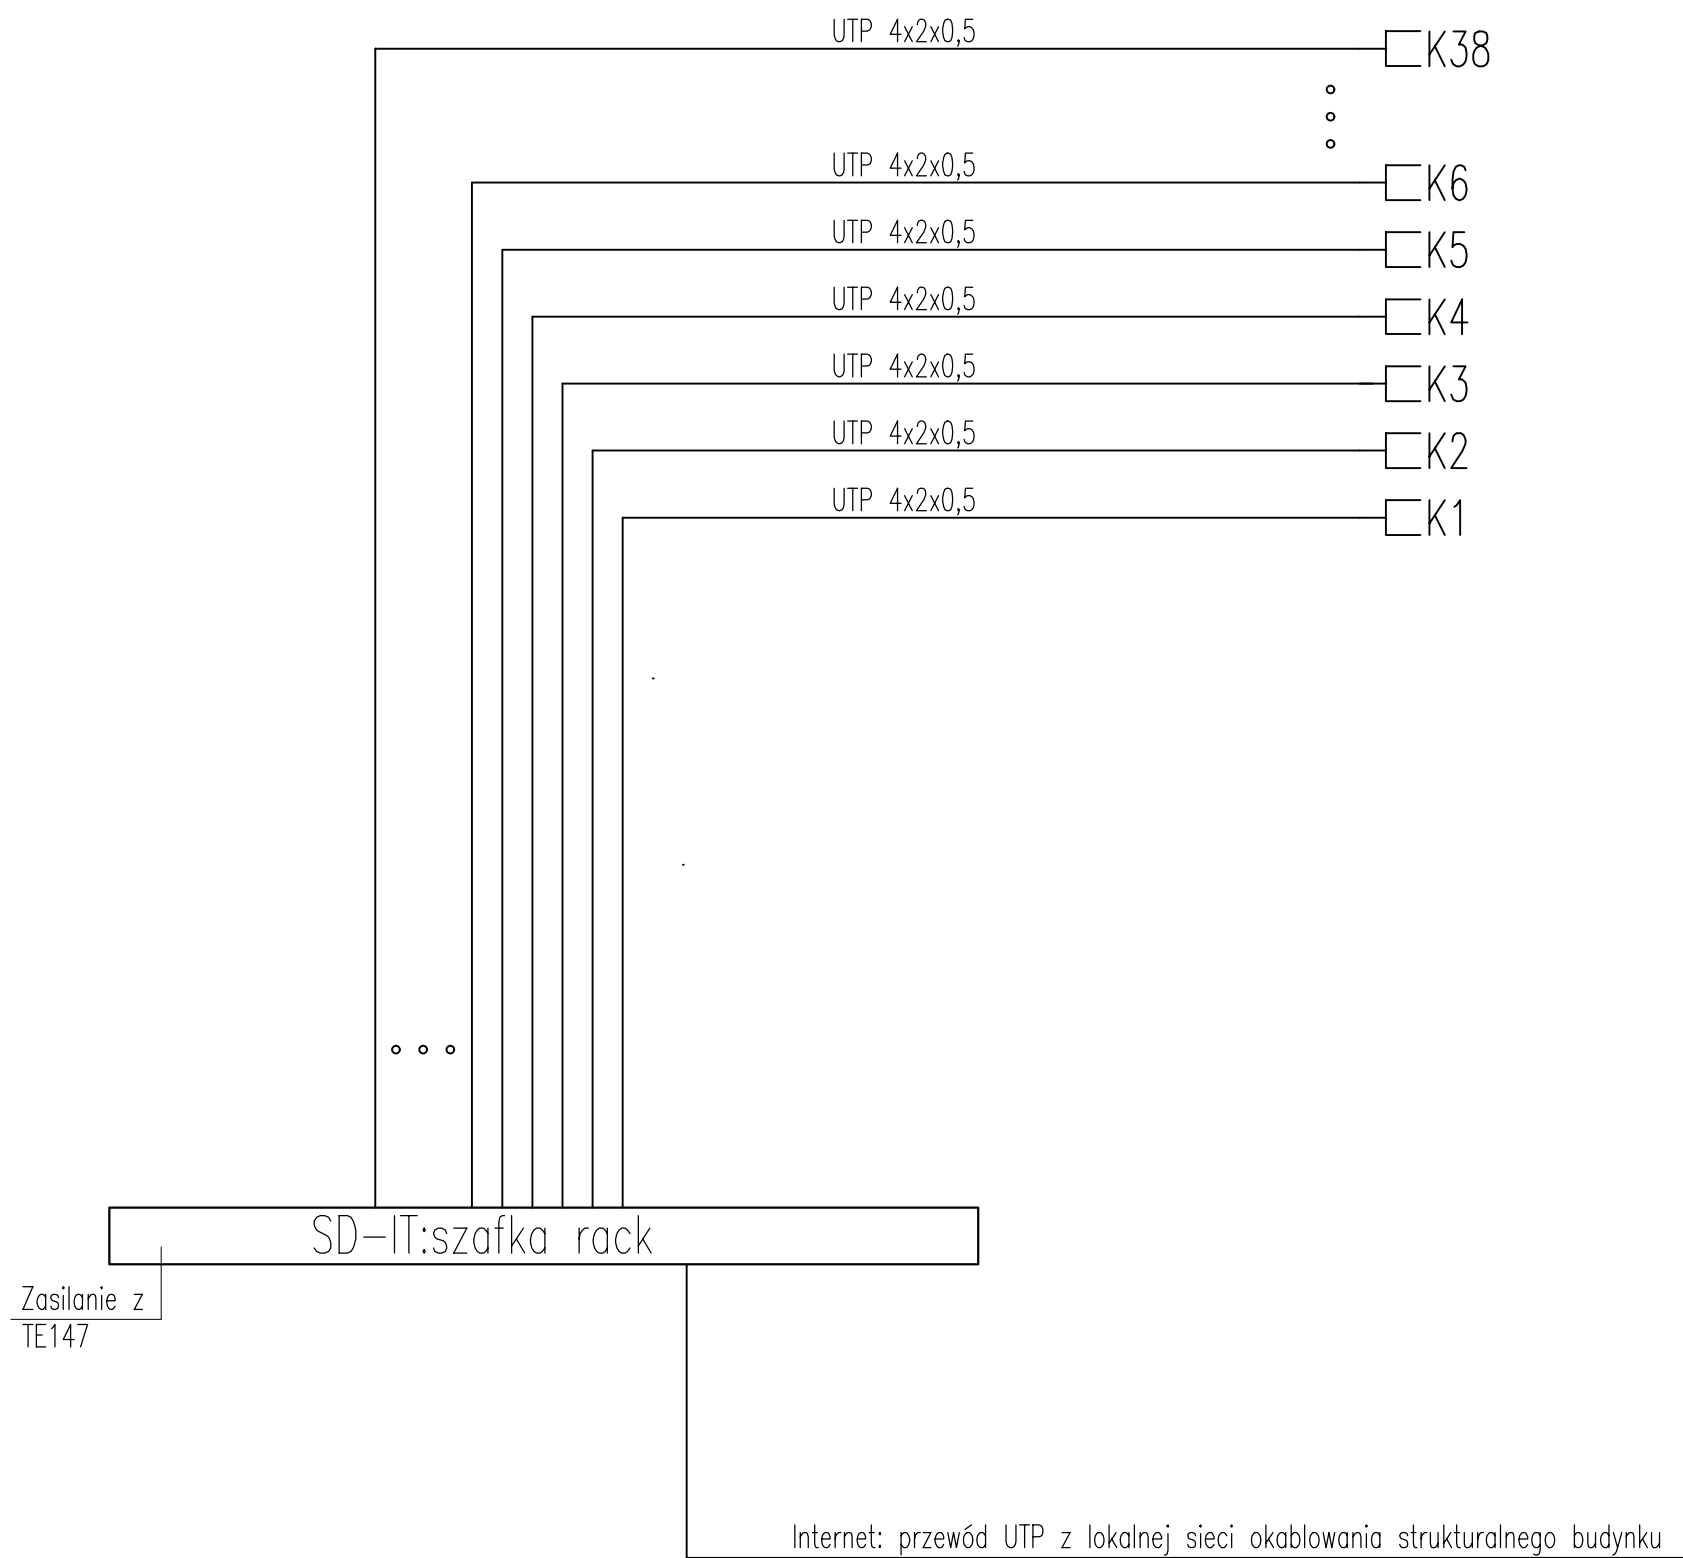 UTP 4x2x0,5
K38
UTP 4x2x0,5
K6
UTP 4x2x0,5
K5
UTP 4x2x0,5
K4
UTP 4x2x0,5
K3
UTP 4x2x0,5
K2
UTP 4x2x0,5
K1
SD-IT:szafka rack
Zasilanie z
TE147
Internet: przewód UTP z lokalnej sieci okablowania strukturalnego budynku